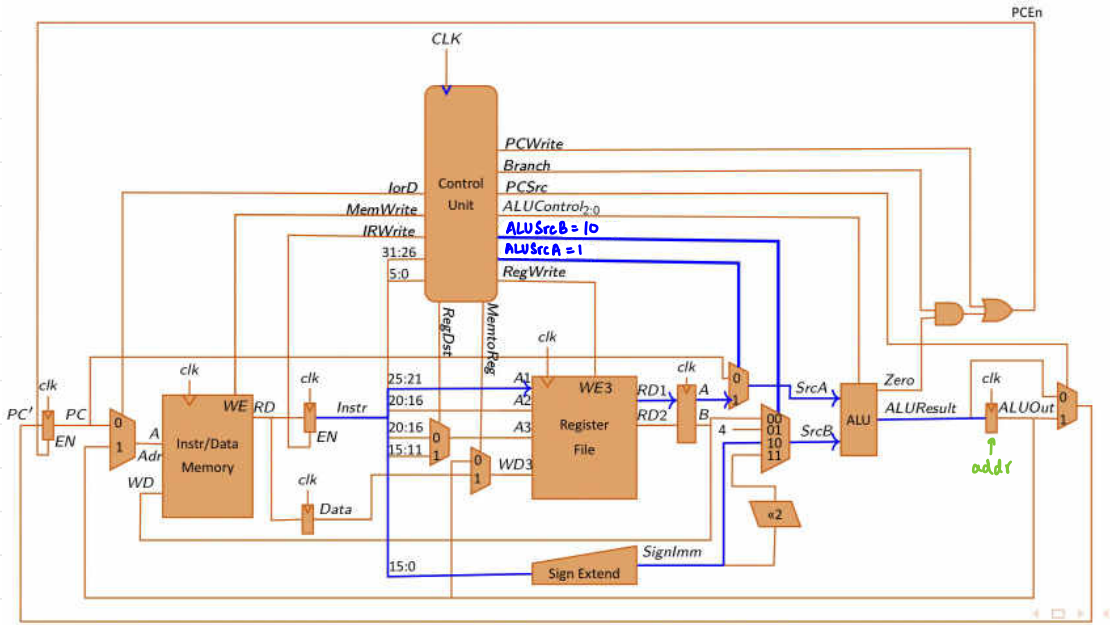 PCEn
CLK
PCWrite
Branch
PCSrc
ALUControl2:0
ALUSrcB = 10
ALUSrcA = 1
RegWrite
Control
Unit
IorD
MemWrite
IRWrite
31:26
5:0
RegDst
MemtoReg
clk
PC'
PC
EN
0
1
A
Adr
WD
clk
WE
RD
Instr/Data
Memory
clk
Instr
EN
clk
Data
25:21
20:16
20:16
15:11
15:0
0
1
0
1
A1
A2
A3
WD3
clk
WE3
RD1
RD2
Register
File
clk
A
B
4
0
1
00
01
10
11
SrcA
SrcB
«2
SignImm
Sign Extend
ALU
Zero
ALUResult
clk
ALUOut
addr
0
1